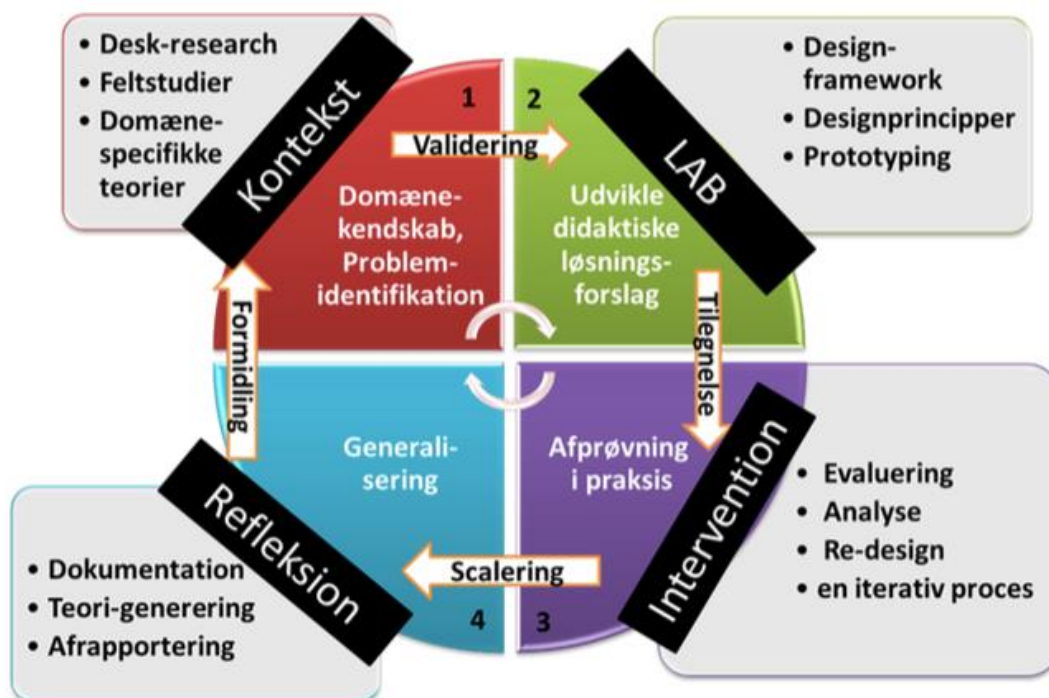 • Desk-research
• Feltstudier
• Domæne-
specifikke
teorier
Kontekst
1
Validering
Domæne-
kendskab,
Problem-
identifikation
2
Udvikle
didaktiske
løsnings-
forslag
LAB
• Design-
framework
• Designprincipper
• Prototyping
Tilegnelse
Afprøvning
i praksis
3
Intervention
• Evaluering
• Analyse
• Re-design
• en iterativ proces
Scalering
Generali-
sering
4
Refleksion
• Dokumentation
• Teori-generering
• Afrapportering
Formidling